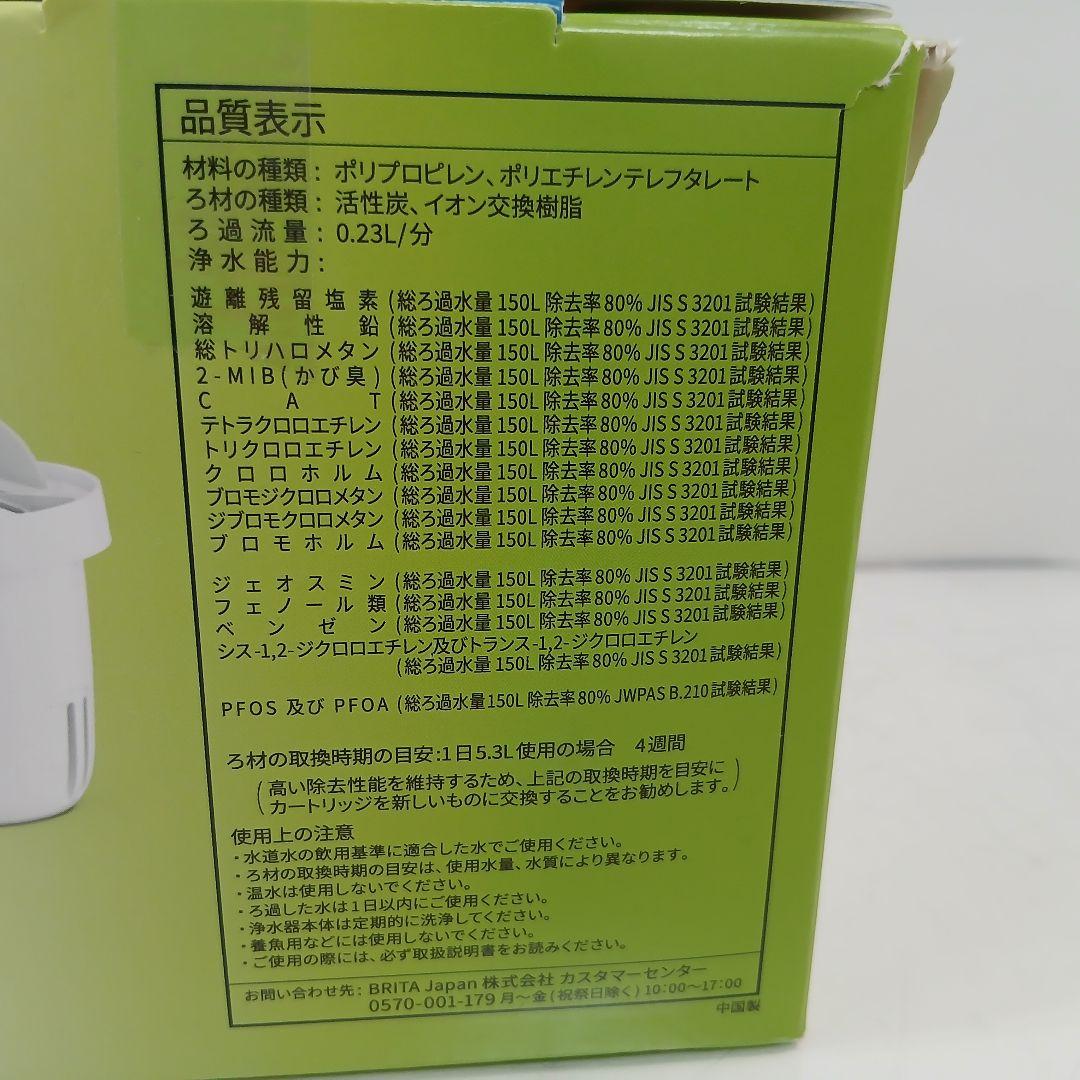 品質表示
材料の種類：ポリプロピレン、ポリエチレンテレフタレート
ろ材の種類：活性炭、イオン交換樹脂
ろ過流量：0.23L/分
浄水能力：
遊離残留塩素(総ろ過水量150L 除去率80% JIS S 3201試験結果)
溶解性鉛(総ろ過水量150L 除去率80% JIS S 3201試験結果)
総トリハロメタン(総ろ過水量150L 除去率80% JIS S 3201試験結果)
2-MIB(かび臭)(総ろ過水量150L 除去率80% JIS S 3201試験結果)
CAT(総ろ過水量150L 除去率80% JIS S 3201試験結果)
テトラクロロエチレン(総ろ過水量150L 除去率80% JIS S 3201試験結果)
トリクロロエチレン(総ろ過水量150L 除去率80% JIS S 3201試験結果)
クロロホルム(総ろ過水量150L 除去率80% JIS S 3201試験結果)
ブロモジクロロメタン(総ろ過水量150L 除去率80% JIS S 3201試験結果)
ジブロモクロロメタン(総ろ過水量150L 除去率80% JIS S 3201試験結果)
ブロモホルム(総ろ過水量150L 除去率80% JIS S 3201試験結果)
ジェオスミン(総ろ過水量150L 除去率80% JIS S 3201試験結果)
フェノール類(総ろ過水量150L 除去率80% JIS S 3201試験結果)
ベンゼン(総ろ過水量150L 除去率80% JIS S 3201試験結果)
シス-1,2-ジクロロエチレン及びトランス-1,2-ジクロロエチレン
(総ろ過水量150L 除去率80% JIS S 3201試験結果)
PFOS 及び PFOA(総ろ過水量150L 除去率80% JWPAS B.210試験結果)
ろ材の取換時期の目安:1日5.3L使用の場合 4週間
(高い除去性能を維持するため、上記の取換時期を目安に
カートリッジを新しいものに交換することをお勧めします。)
使用上の注意
・水道水の飲用基準に適合した水でご使用ください。
・ろ材の取換時期の目安は、使用水量、水質により異なります。
・温水は使用しないでください。
・ろ過した水は1日以内にご使用ください。
・浄水器本体は定期的に洗浄してください。
・養魚用などには使用しないでください。
・ご使用の際には、必ず取扱説明書をお読みください。
お問い合わせ先：BRITA Japan 株式会社 カスタマーセンター
0570-001-179 月〜金(祝祭日除く)10:00〜17:00
中国製